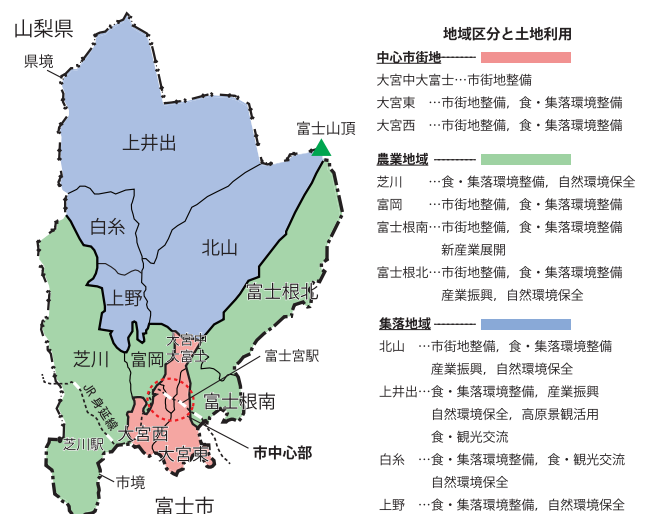 山梨県
県境
富士山頂
上井出
白糸
北山
上野
富士根北
大宮中
大富士
芝川
富岡
富士宮駅
JR身延線
富士根南
大宮西
芝川駅
大宮東
市中心部
市境
富士市
地域区分と土地利用
中心市街地
大宮中大富士…市街地整備
大宮東　…市街地整備，食・集落環境整備
大宮西　…市街地整備，食・集落環境整備
農業地域
芝川　　…食・集落環境整備，自然環境保全
富岡　　…市街地整備，食・集落環境整備
富士根南…市街地整備，食・集落環境整備
新産業展開
富士根北…市街地整備，食・集落環境整備
産業振興，自然環境保全
集落地域
北山　…市街地整備，食・集落環境整備
産業振興，自然環境保全
上井出…食・集落環境整備，産業振興
自然環境保全，高原景観活用
食・観光交流
白糸　…食・集落環境整備，食・観光交流
自然環境保全
上野　…食・集落環境整備，自然環境保全